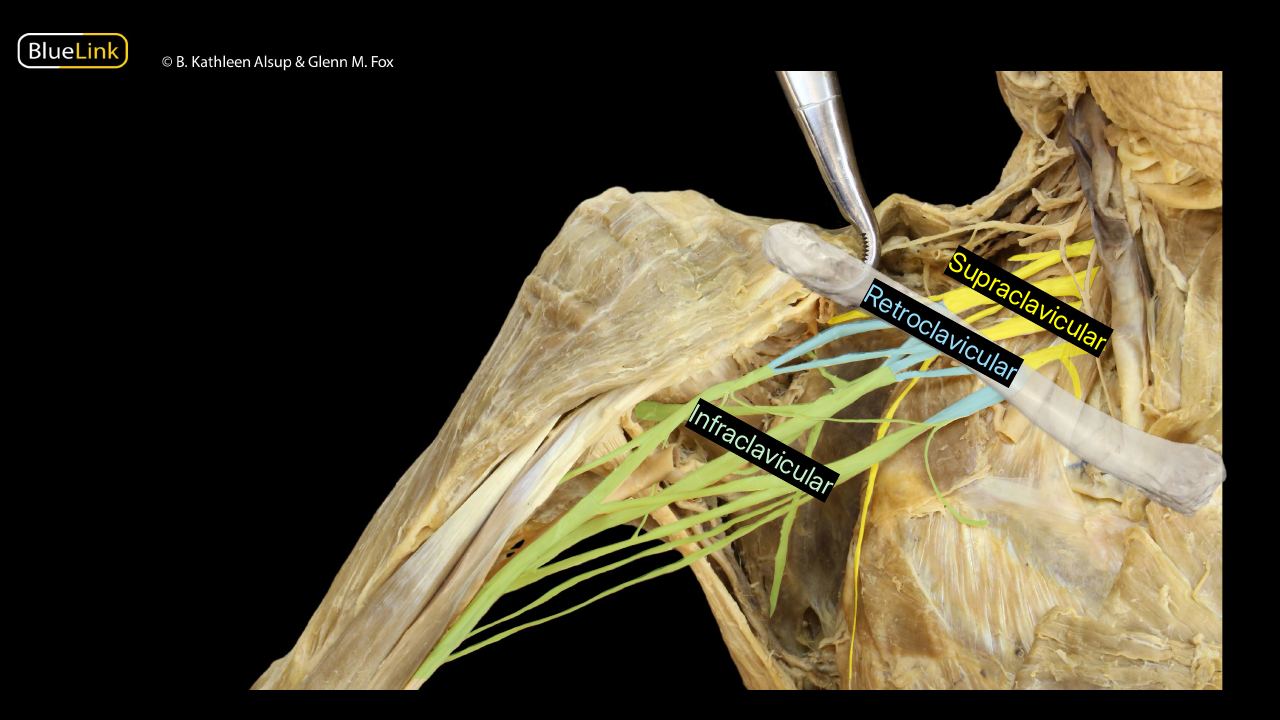 BlueLink
© B. Kathleen Alsup & Glenn M. Fox
Supraclavicular
Retroclavicular
Infraclavicular